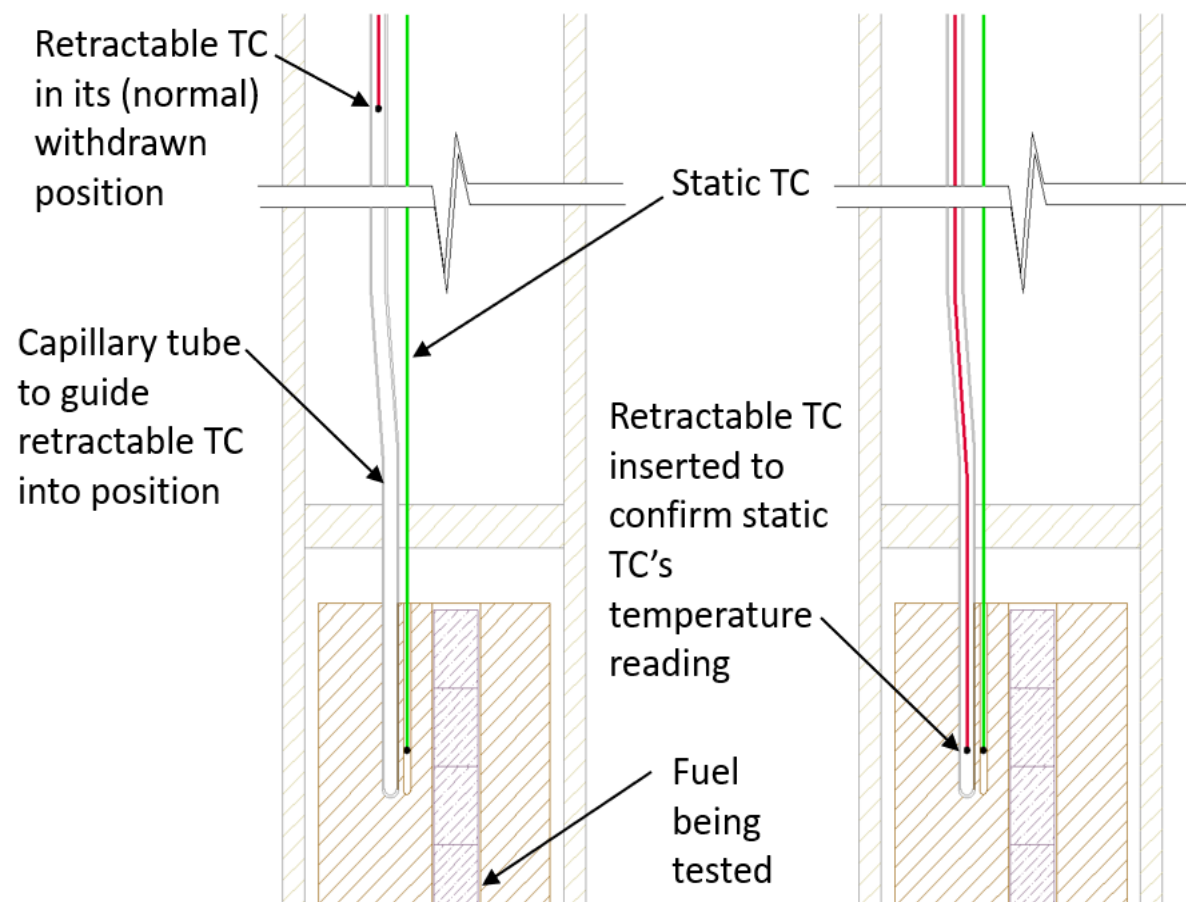 Retractable TC
in its (normal)
withdrawn
position
Static TC
Capillary tube
to guide
retractable TC
into position
Retractable TC
inserted to
confirm static
TC’s
temperature
reading
Fuel
being
tested